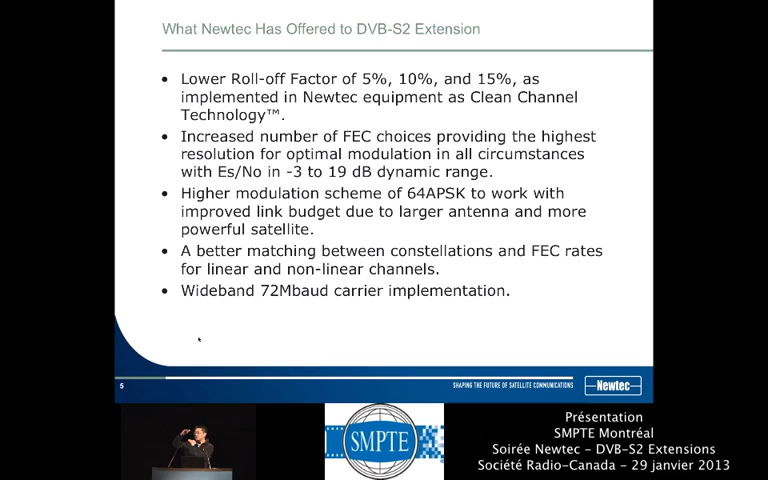 What Newtec Has Offered to DVB-S2 Extension
• Lower Roll-off Factor of 5%, 10%, and 15%, as
implemented in Newtec equipment as Clean Channel
Technology™.
• Increased number of FEC choices providing the highest
resolution for optimal modulation in all circumstances
with Es/No in -3 to 19 dB dynamic range.
• Higher modulation scheme of 64APSK to work with
improved link budget due to larger antenna and more
powerful satellite.
• A better matching between constellations and FEC rates
for linear and non-linear channels.
• Wideband 72Mbaud carrier implementation.
5
SHAPING THE FUTURE OF SATELLITE COMMUNICATIONS
Newtec
SMPTE
Présentation
SMPTE Montréal
Soirée Newtec – DVB-S2 Extensions
Société Radio-Canada – 29 janvier 2013